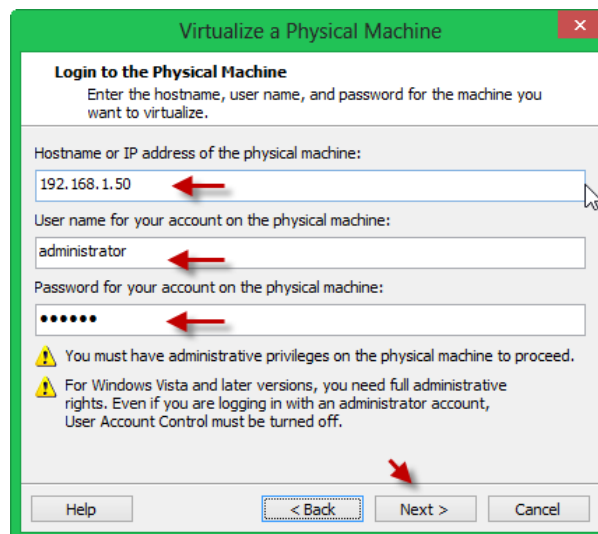 Virtualize a Physical Machine
Login to the Physical Machine
Enter the hostname, user name, and password for the machine you
want to virtualize.
Hostname or IP address of the physical machine:
192.168.1.50
User name for your account on the physical machine:
administrator
Password for your account on the physical machine:
••••••
You must have administrative privileges on the physical machine to proceed.
For Windows Vista and later versions, you need full administrative
rights. Even if you are logging in with an administrator account,
User Account Control must be turned off.
Help < Back Next > Cancel